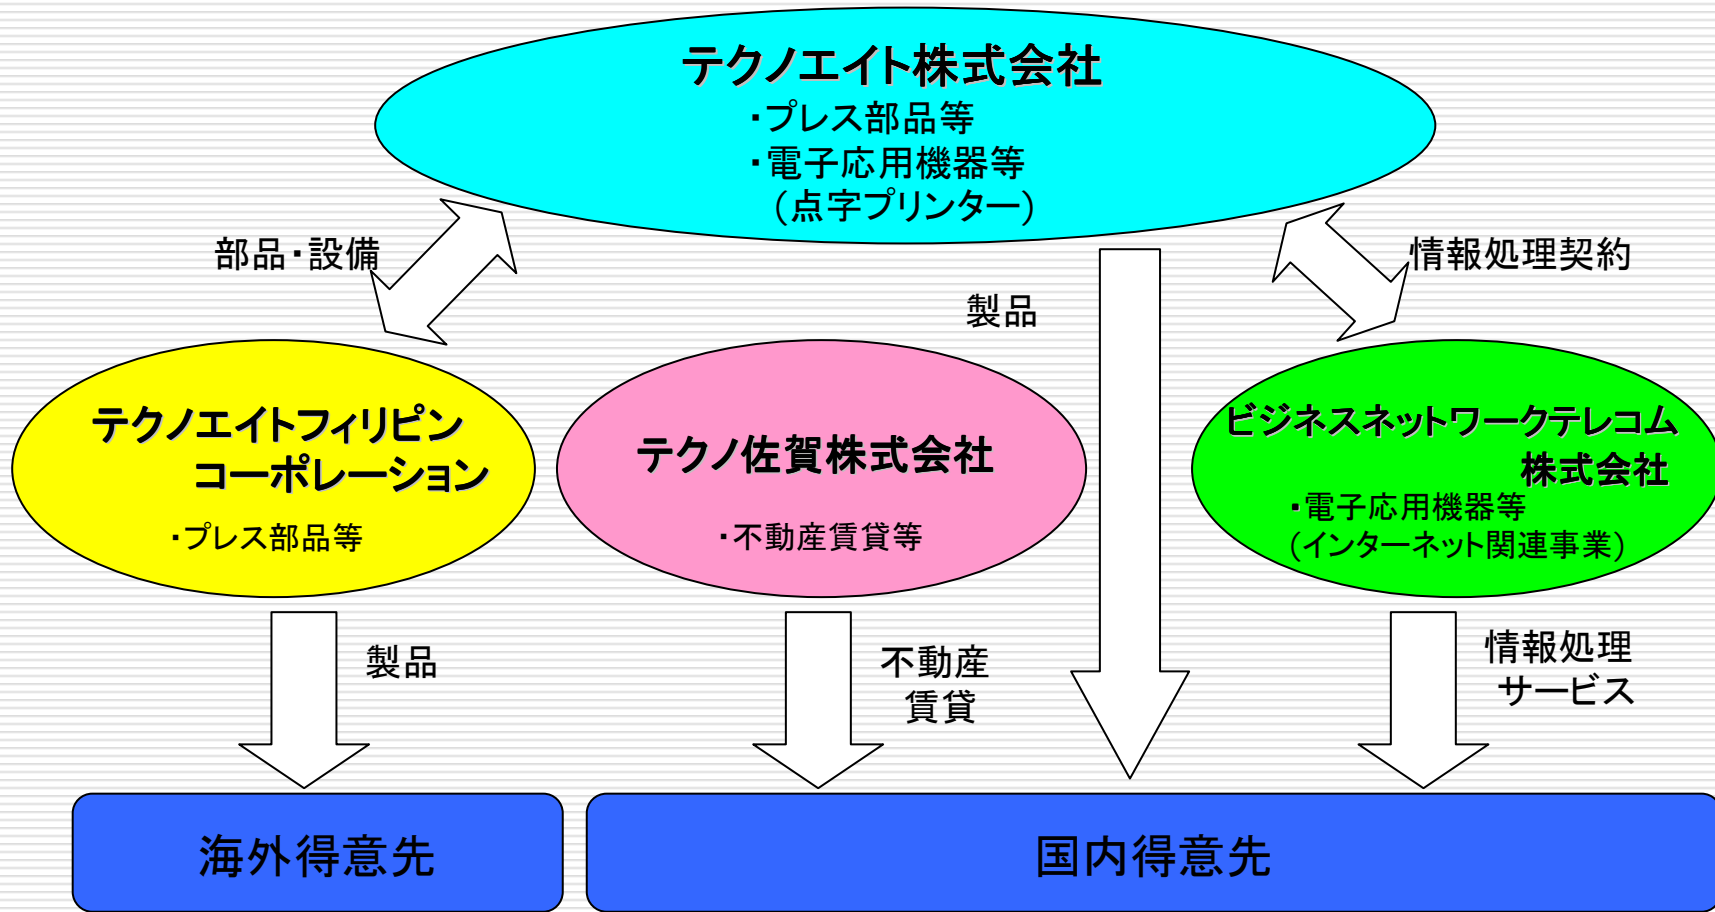 テクノエイト株式会社
・プレス部品等
・電子応用機器等
（点字プリンター）
部品・設備
情報処理契約
製品
テクノエイトフィリピン
コーポレーション
・プレス部品等
テクノ佐賀株式会社
・不動産賃貸等
ビジネスネットワークテレコム
株式会社
・電子応用機器等
（インターネット関連事業）
製品
不動産
賃貸
情報処理
サービス
海外得意先
国内得意先